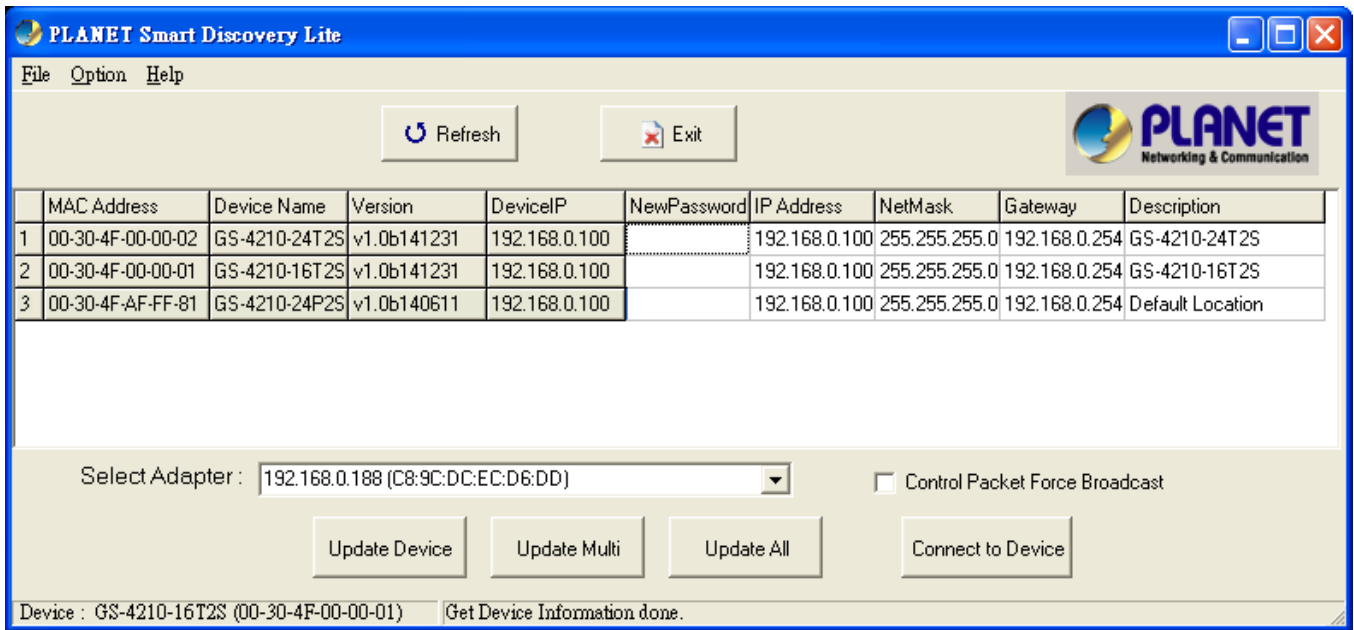 PLANET Smart Discovery Lite
File Option Help
Refresh Exit
PLANET
Networking & Communication
MAC Address Device Name Version DeviceIP NewPassword IP Address NetMask Gateway Description
1 00-30-4F-00-00-02 GS-4210-24T2S v1.0b141231 192.168.0.100 192.168.0.100 255.255.255.0 192.168.0.254 GS-4210-24T2S
2 00-30-4F-00-00-01 GS-4210-16T2S v1.0b141231 192.168.0.100 192.168.0.100 255.255.255.0 192.168.0.254 GS-4210-16T2S
3 00-30-4F-AF-FF-81 GS-4210-24P2S v1.0b140611 192.168.0.100 192.168.0.100 255.255.255.0 192.168.0.254 Default Location
Select Adapter : 192.168.0.188 (C8:9C:DC:EC:D6:DD) Control Packet Force Broadcast
Update Device Update Multi Update All Connect to Device
Device : GS-4210-16T2S (00-30-4F-00-00-01) Get Device Information done.